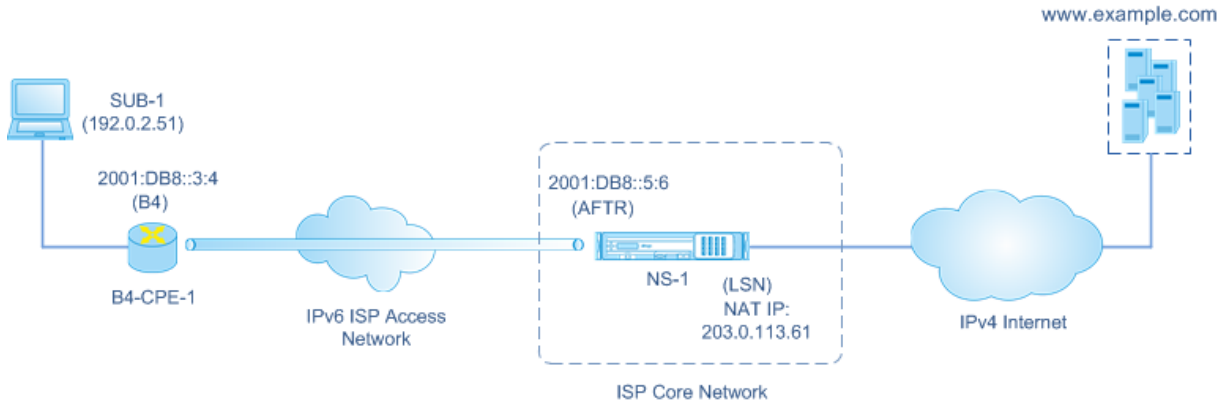 www.example.com
SUB-1
(192.0.2.51)
2001:DB8::3:4
(B4)
B4-CPE-1
IPv6 ISP Access
Network
2001:DB8::5:6
(AFTR)
NS-1
(LSN)
NAT IP:
203.0.113.61
ISP Core Network
IPv4 Internet